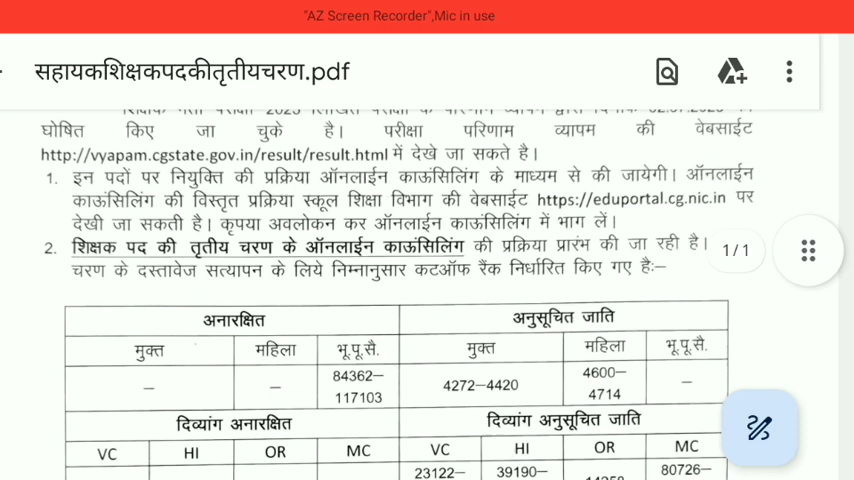 "AZ Screen Recorder",Mic in use
सहायकशिक्षकपदकीतृतीयचरण.pdf
घोषित किए जा चुके है। परीक्षा परिणाम व्यापम की वेबसाईट
http://vyapam.cgstate.gov.in/result/result.html में देखे जा सकते है।
1. इन पदों पर नियुक्ति की प्रक्रिया ऑनलाईन काऊंसिलिंग के माध्यम से की जायेगी। ऑनलाईन
काऊंसिलिंग की विस्तृत प्रक्रिया स्कूल शिक्षा विभाग की वेबसाईट https://eduportal.cg.nic.in पर
देखी जा सकती है। कृपया अवलोकन कर ऑनलाईन काऊंसिलिंग में भाग लें।
2. शिक्षक पद की तृतीय चरण के ऑनलाईन काऊंसिलिंग की प्रक्रिया प्रारंभ की जा रही है।
1/1
चरण के दस्तावेज सत्यापन के लिये निम्नानुसार कटऑफ रैंक निर्धारित किए गए हैः–
अनारक्षित अनुसूचित जाति
मुक्त महिला भू.पू.सै. मुक्त महिला भू.पू.सै.
– – 84362– 4272–4420 4600– –
117103 4714
दिव्यांग अनारक्षित दिव्यांग अनुसूचित जाति
VC HI OR MC VC HI OR MC
23122– 39190– 80726–